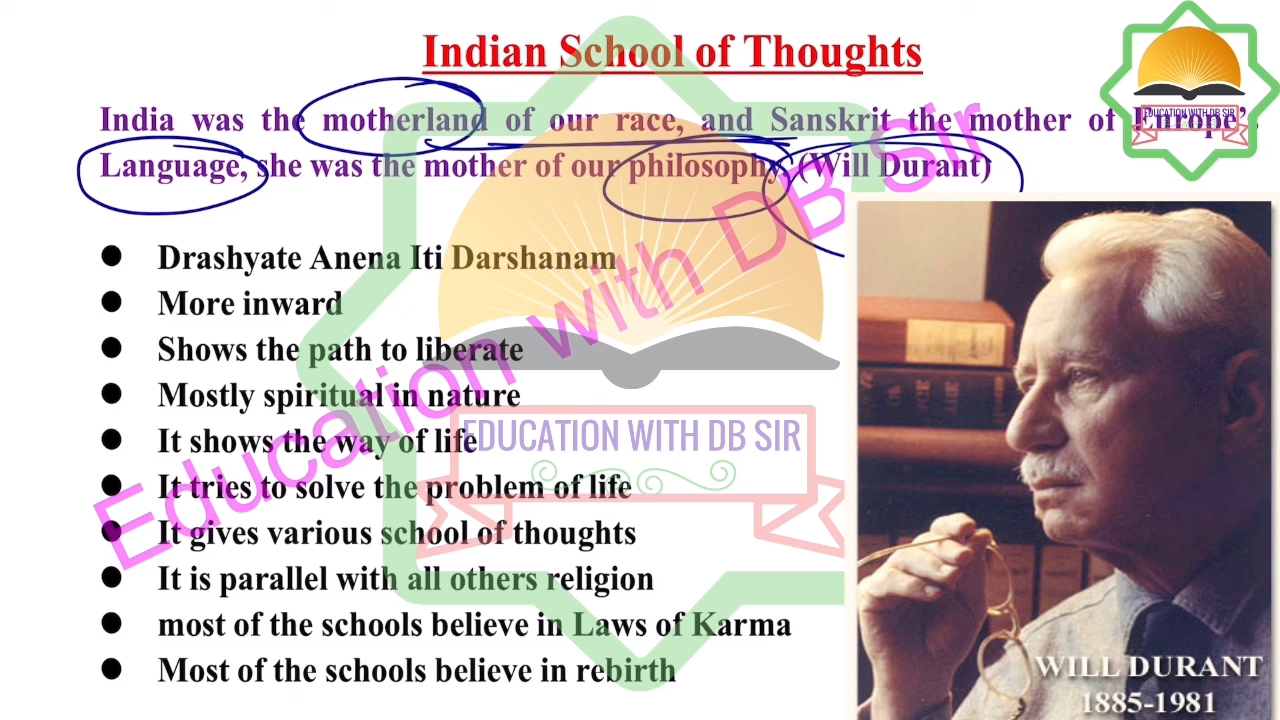 Indian School of Thoughts
EDUCATION WITH DB SIR
India was the motherland of our race, and Sanskrit the mother of Europe's
Language, she was the mother of our philosophy. (Will Durant)
● Drashyate Anena Iti Darshanam
● More inward
● Shows the path to liberate
● Mostly spiritual in nature
● It shows the way of life
● It tries to solve the problem of life
● It gives various school of thoughts
● It is parallel with all others religion
● most of the schools believe in Laws of Karma
● Most of the schools believe in rebirth
Education with DB Sir
EDUCATION WITH DB SIR
WILL DURANT
1885-1981